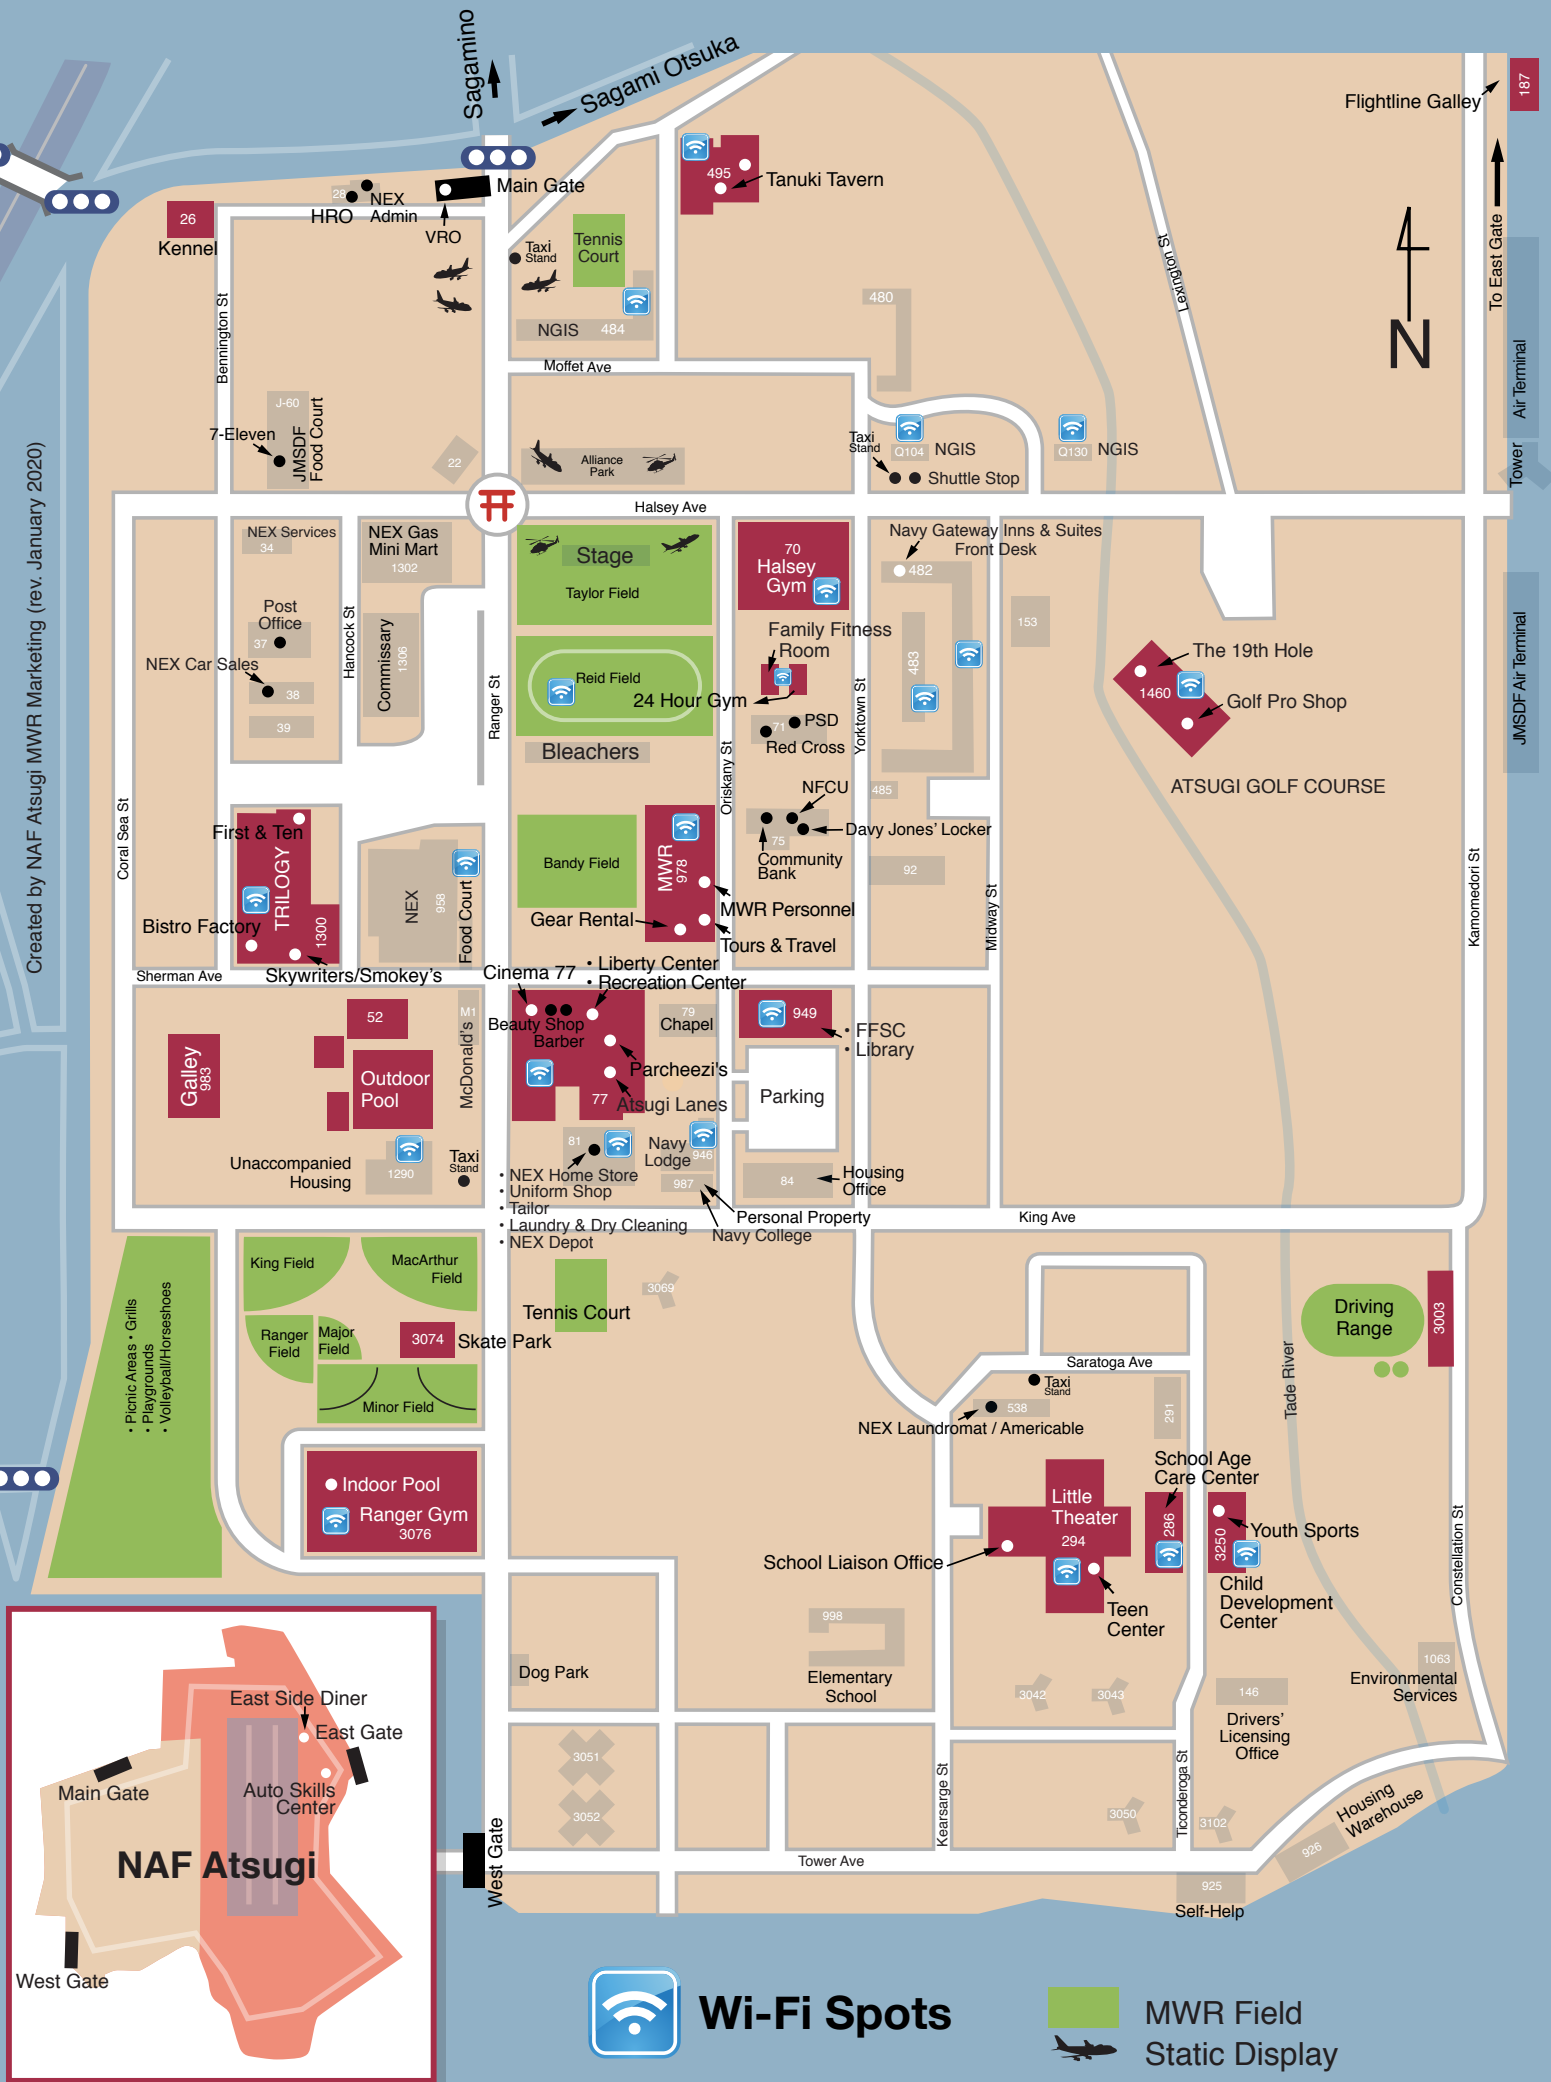 Sagamino
Sagami Otsuka
187
Flightline Galley
495
Tanuki Tavern
Main Gate
28
NEX
Admin
HRO
VRO
26
Kennel
Taxi
Stand
Tennis
Court
To East Gate
Lexington St
N
NGIS 484
480
Bennington St
Moffet Ave
Air Terminal
J-60
7-Eleven
JMSDF
Food Court
22
Alliance
Park
Taxi
Stand
Q104 NGIS
Q130 NGIS
Shuttle Stop
Tower
Created by NAF Atsugi MWR Marketing (rev. January 2020)
Halsey Ave
NEX Services
34
NEX Gas
Mini Mart
1302
Stage
Taylor Field
70
Halsey
Gym
Navy Gateway Inns & Suites
Front Desk
482
Post
Office
37
Hancock St
Commissary
1306
153
JMSDF Air Terminal
Family Fitness
Room
483
The 19th Hole
1460
Golf Pro Shop
NEX Car Sales
38
39
Ranger St
Reid Field
24 Hour Gym
Yorktown St
71
PSD
Red Cross
Bleachers
Oriskany St
ATSUGI GOLF COURSE
Coral Sea St
NFCU
485
First & Ten
TRILOGY
1300
75
Davy Jones' Locker
Community
Bank
Bandy Field
MWR
978
92
Kamomedori St
NEX
958
Food Court
MWR Personnel
Gear Rental
Midway St
Bistro Factory
Tours & Travel
Sherman Ave
Skywriters/Smokey's
Cinema 77
• Liberty Center
• Recreation Center
52
M1
McDonald's
Beauty Shop
Barber
79
Chapel
949
• FFSC
• Library
Galley
983
Outdoor
Pool
Parcheezi's
77
Atsugi Lanes
Parking
Unaccompanied
Housing
1290
Taxi
Stand
81
Navy
Lodge
946
987
84
Housing
Office
• NEX Home Store
• Uniform Shop
• Tailor
• Laundry & Dry Cleaning
• NEX Depot
Personal Property
Navy College
King Ave
King Field
MacArthur
Field
• Picnic Areas • Grills
• Playgrounds
• Volleyball/Horseshoes
3069
Tennis Court
Ranger
Field
Major
Field
3074
Skate Park
Minor Field
Driving
Range
3003
Tade River
Saratoga Ave
Taxi
Stand
538
NEX Laundromat / Americable
291
School Age
Care Center
Indoor Pool
Ranger Gym
3076
Little
Theater
294
286
3250
Youth Sports
School Liaison Office
Constellation St
Child
Development
Center
Teen
Center
998
Elementary
School
Dog Park
3042
3043
146
Drivers'
Licensing
Office
1063
Environmental
Services
East Side Diner
East Gate
Main Gate
Auto Skills
Center
NAF Atsugi
West Gate
3051
3052
Kearsarge St
Ticonderoga St
3050
3102
Housing
Warehouse
926
West Gate
Tower Ave
925
Self-Help
Wi-Fi Spots
MWR Field
Static Display